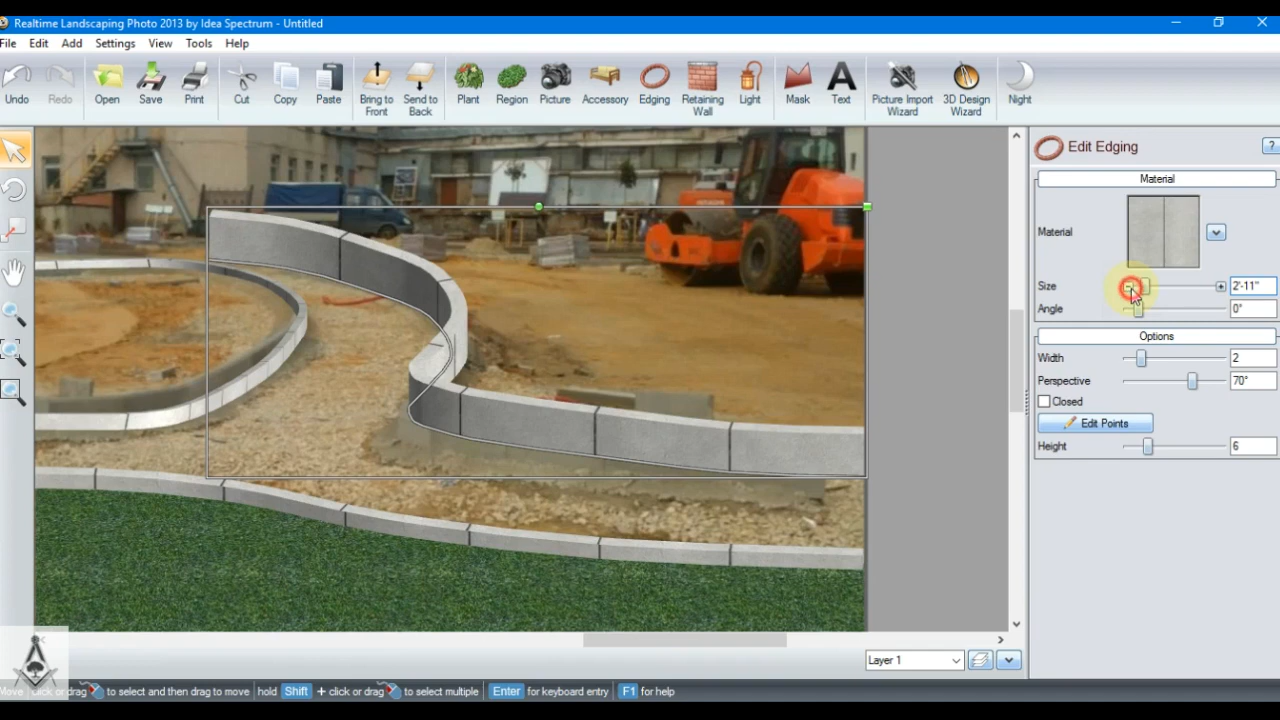 Realtime Landscaping Photo 2013 by Idea Spectrum - Untitled
File Edit Add Settings View Tools Help
Undo Redo Open Save Print Cut Copy Paste Bring to Front Send to Back Plant Region Picture Accessory Edging Retaining Wall Light Mask Text Picture Import Wizard 3D Design Wizard Night
Edit Edging ?
Material
Material
Size 2'-11"
Angle 0°
Options
Width 2
Perspective 70°
Closed
Edit Points
Height 6
Layer 1
Move click or drag to select and then drag to move hold Shift + click or drag to select multiple Enter for keyboard entry F1 for help